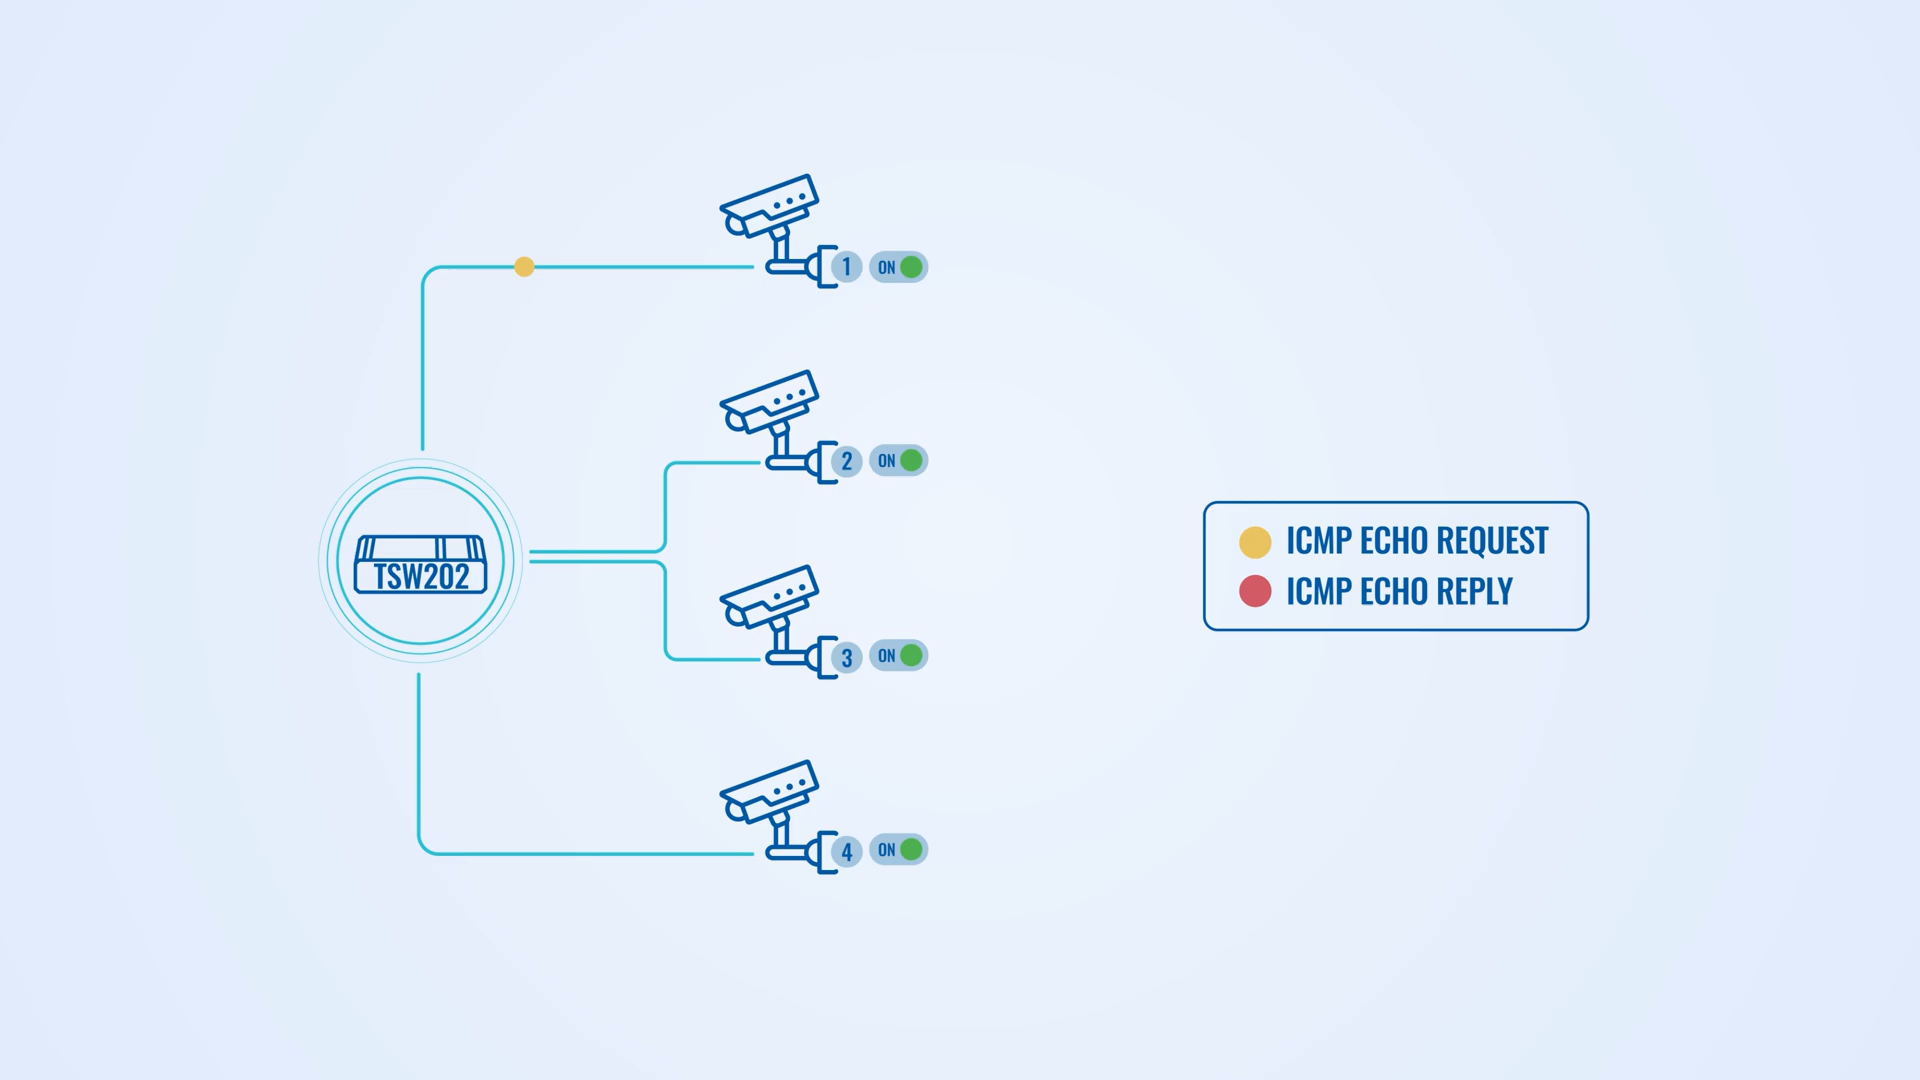 1 ON
2 ON
TSW202
3 ON
4 ON
ICMP ECHO REQUEST
ICMP ECHO REPLY